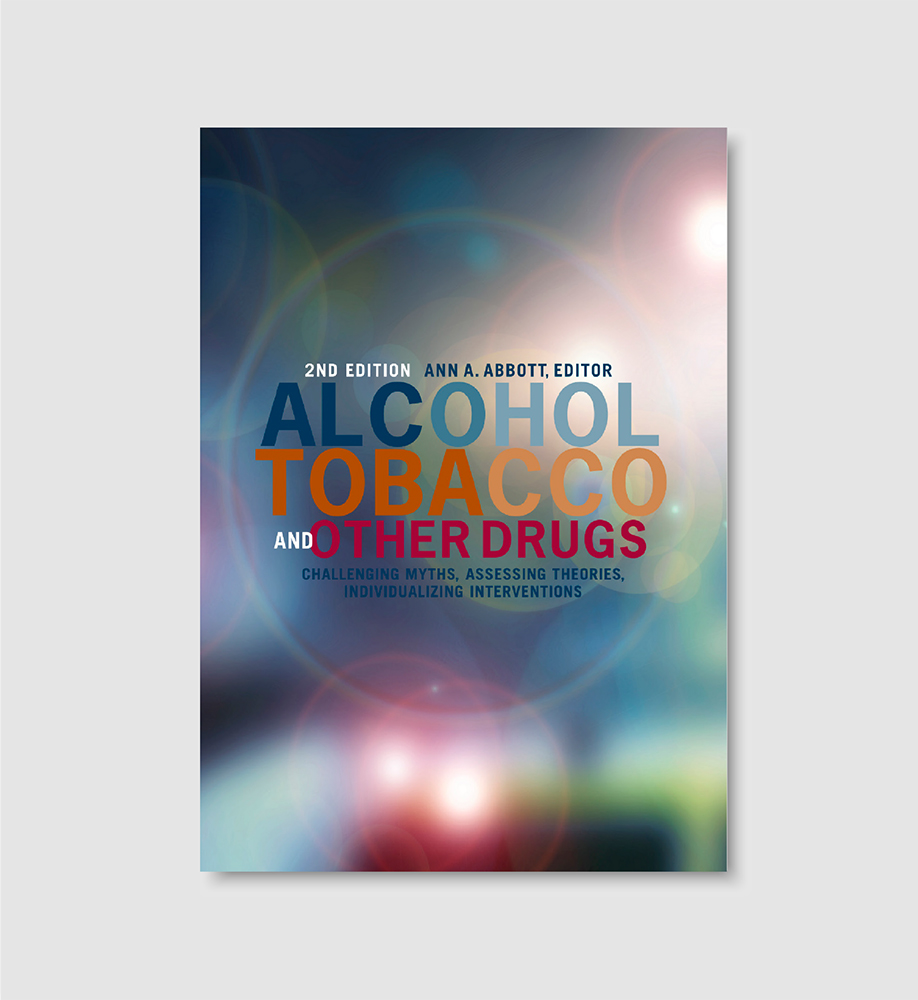 2ND EDITION ANN A. ABBOTT, EDITOR
ALCOHOL
TOBACCO
AND OTHER DRUGS
CHALLENGING MYTHS, ASSESSING THEORIES,
INDIVIDUALIZING INTERVENTIONS